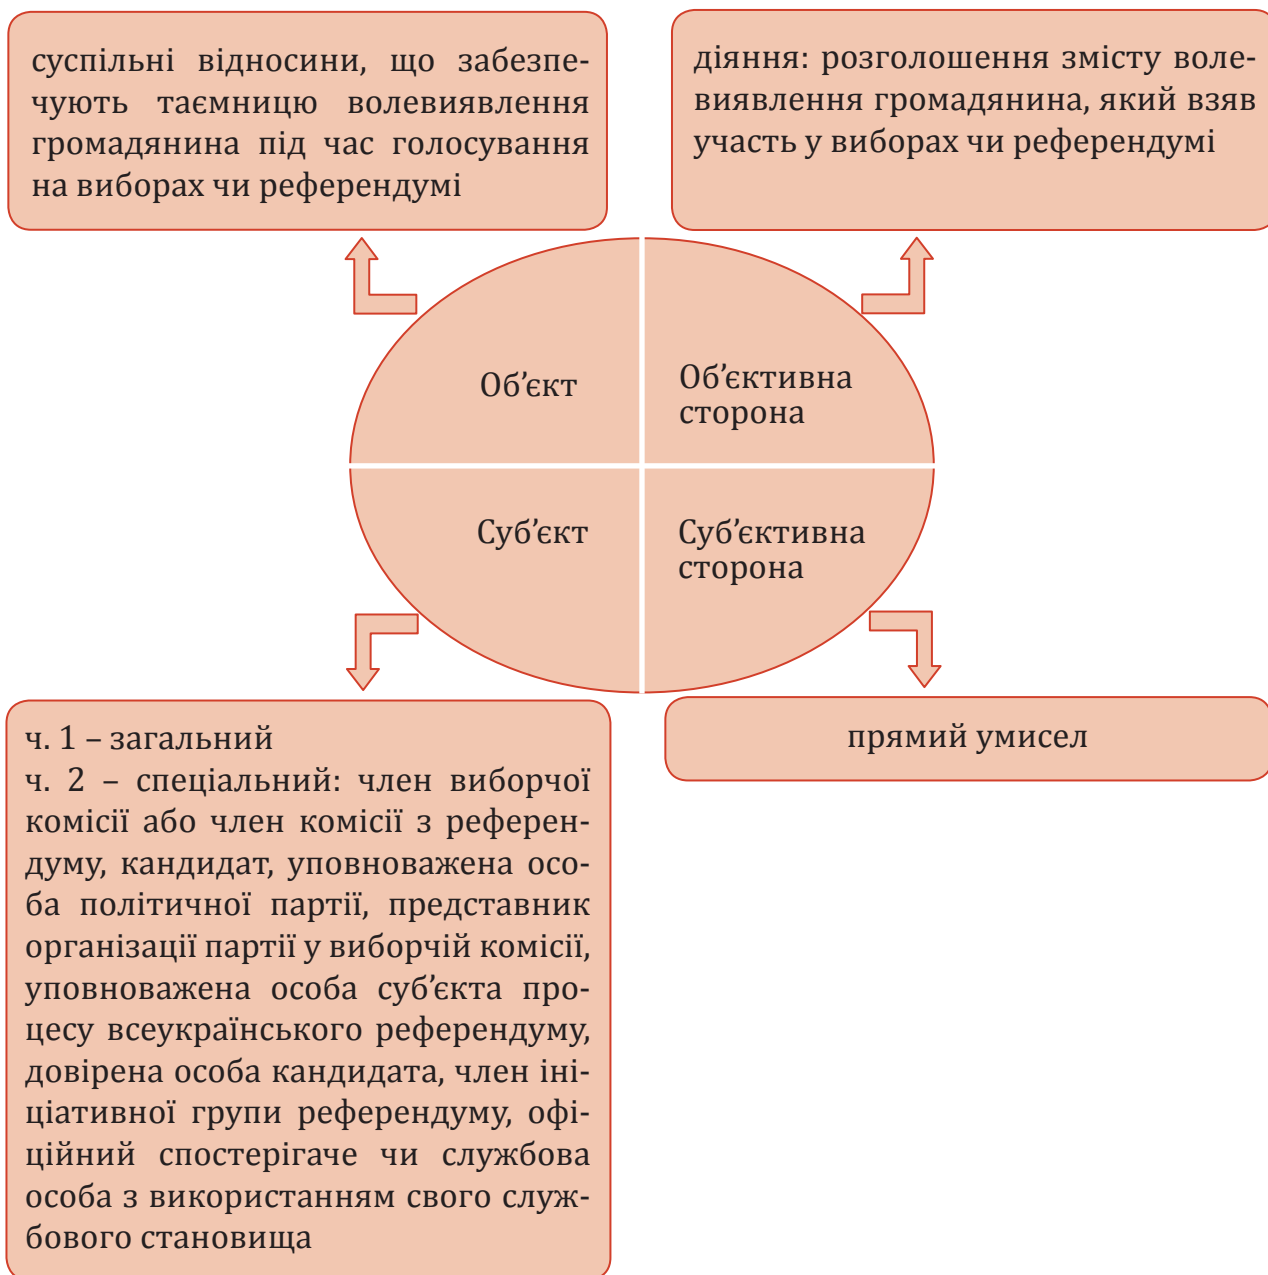 суспільні відносини, що забезпе-
чують таємницю волевиявлення
громадянина під час голосування
на виборах чи референдумі
діяння: розголошення змісту воле-
виявлення громадянина, який взяв
участь у виборах чи референдумі
Об’єкт
Об’єктивна
сторона
Суб’єкт
Суб’єктивна
сторона
ч. 1 – загальний
ч. 2 – спеціальний: член виборчої
комісії або член комісії з референ-
думу, кандидат, уповноважена осо-
ба політичної партії, представник
організації партії у виборчій комісії,
уповноважена особа суб’єкта про-
цесу всеукраїнського референдуму,
довірена особа кандидата, член іні-
ціативної групи референдуму, офі-
ційний спостерігаче чи службова
особа з використанням свого служ-
бового становища
прямий умисел